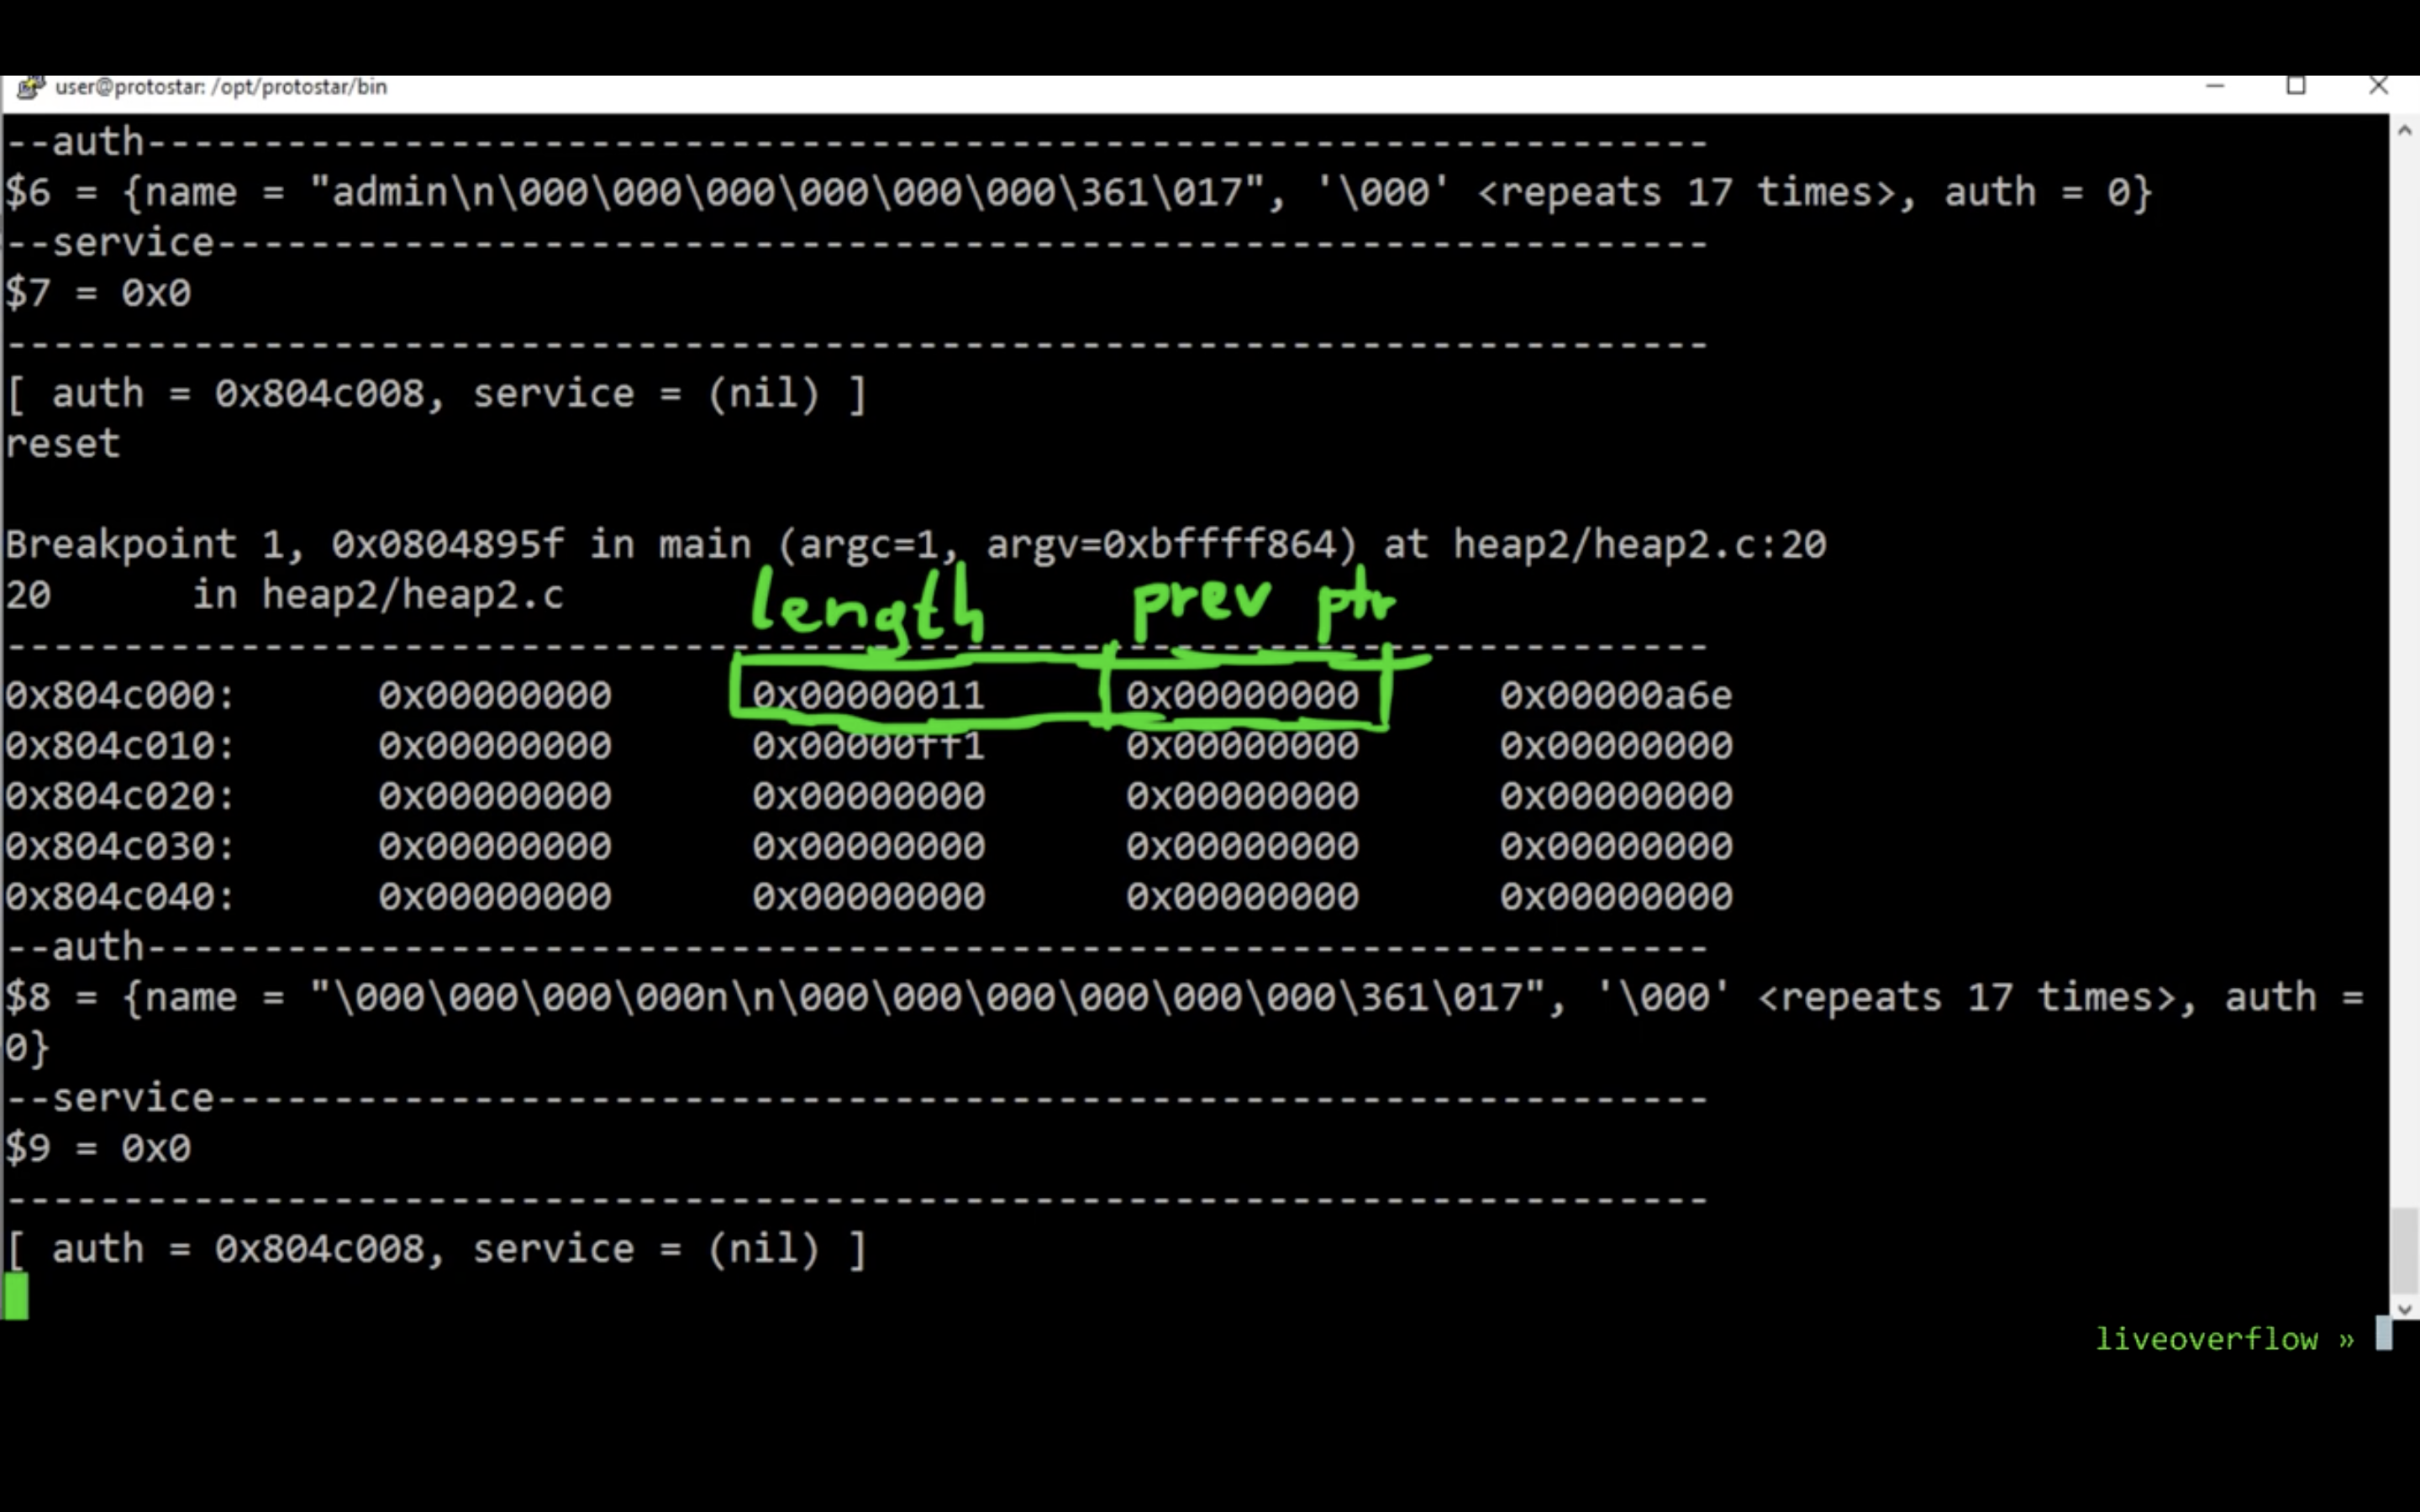 user@protostar: /opt/protostar/bin
--auth-------------------------------------------------------------------
$6 = {name = "admin\n\000\000\000\000\000\000\361\017", '\000' <repeats 17 times>, auth = 0}
--service----------------------------------------------------------------
$7 = 0x0
-------------------------------------------------------------------------
[ auth = 0x804c008, service = (nil) ]
reset
Breakpoint 1, 0x0804895f in main (argc=1, argv=0xbffff864) at heap2/heap2.c:20
20      in heap2/heap2.c
length prev ptr
-------------------------------------------------------------------------
0x804c000:      0x00000000      0x00000011      0x00000000      0x00000a6e
0x804c010:      0x00000000      0x00000ff1      0x00000000      0x00000000
0x804c020:      0x00000000      0x00000000      0x00000000      0x00000000
0x804c030:      0x00000000      0x00000000      0x00000000      0x00000000
0x804c040:      0x00000000      0x00000000      0x00000000      0x00000000
--auth-------------------------------------------------------------------
$8 = {name = "\000\000\000\000n\n\000\000\000\000\000\000\361\017", '\000' <repeats 17 times>, auth =
0}
--service----------------------------------------------------------------
$9 = 0x0
-------------------------------------------------------------------------
[ auth = 0x804c008, service = (nil) ]
liveoverflow »